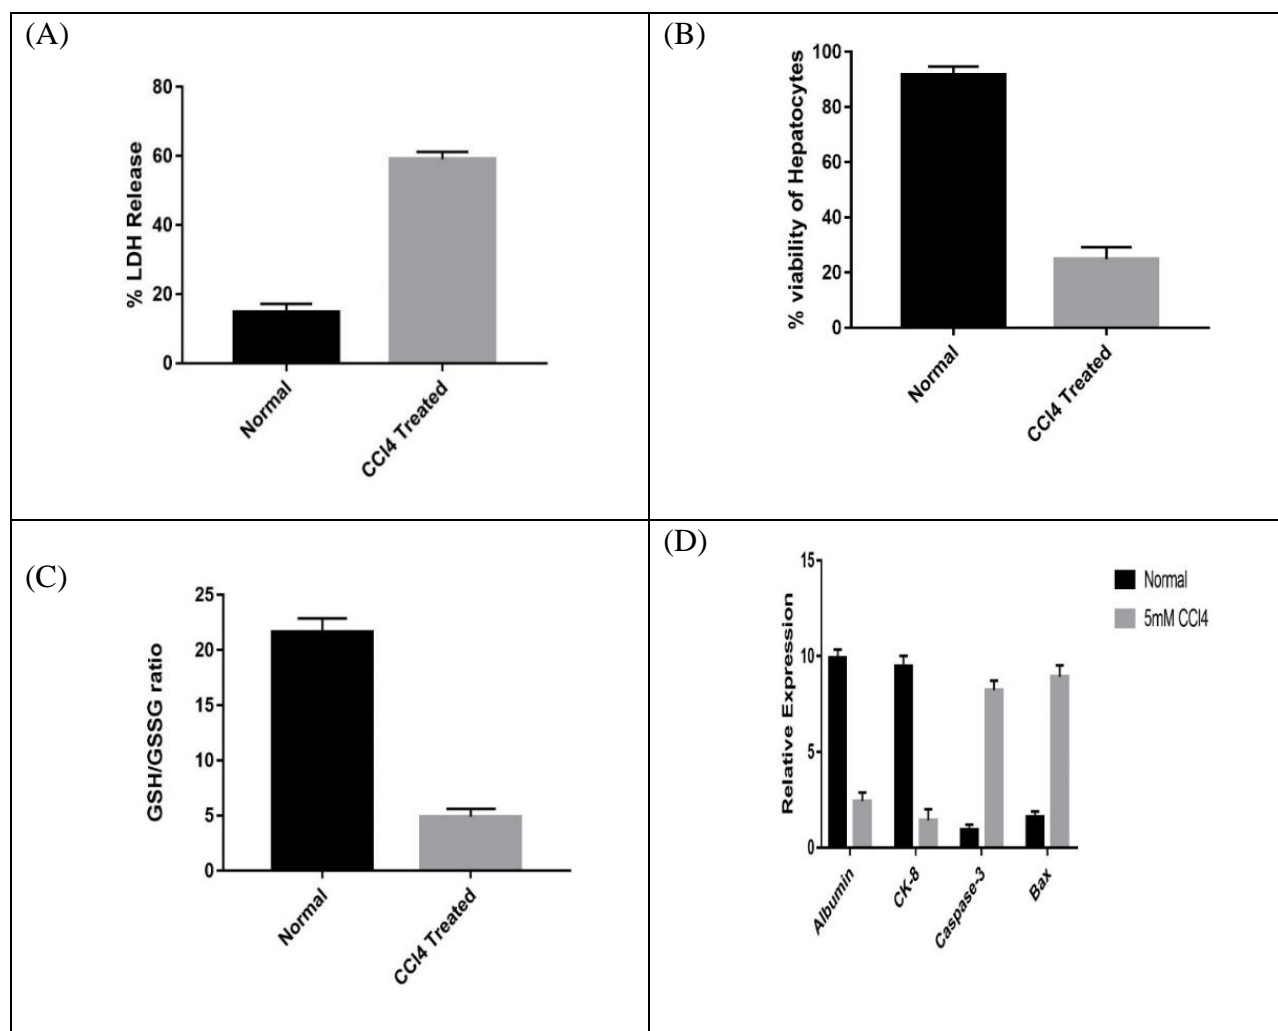 (A)
80
60
40
20
0
% LDH Release
Normal
CCl4 Treated
(B)
100
80
60
40
20
0
% viability of Hepatocytes
Normal
CCl4 Treated
(C)
25
20
15
10
5
0
GSH/GSSG ratio
Normal
CCl4 Treated
(D)
15
10
5
0
Relative Expression
Normal
5mM CCl4
Albumin
CK-8
Caspase-3
Bax